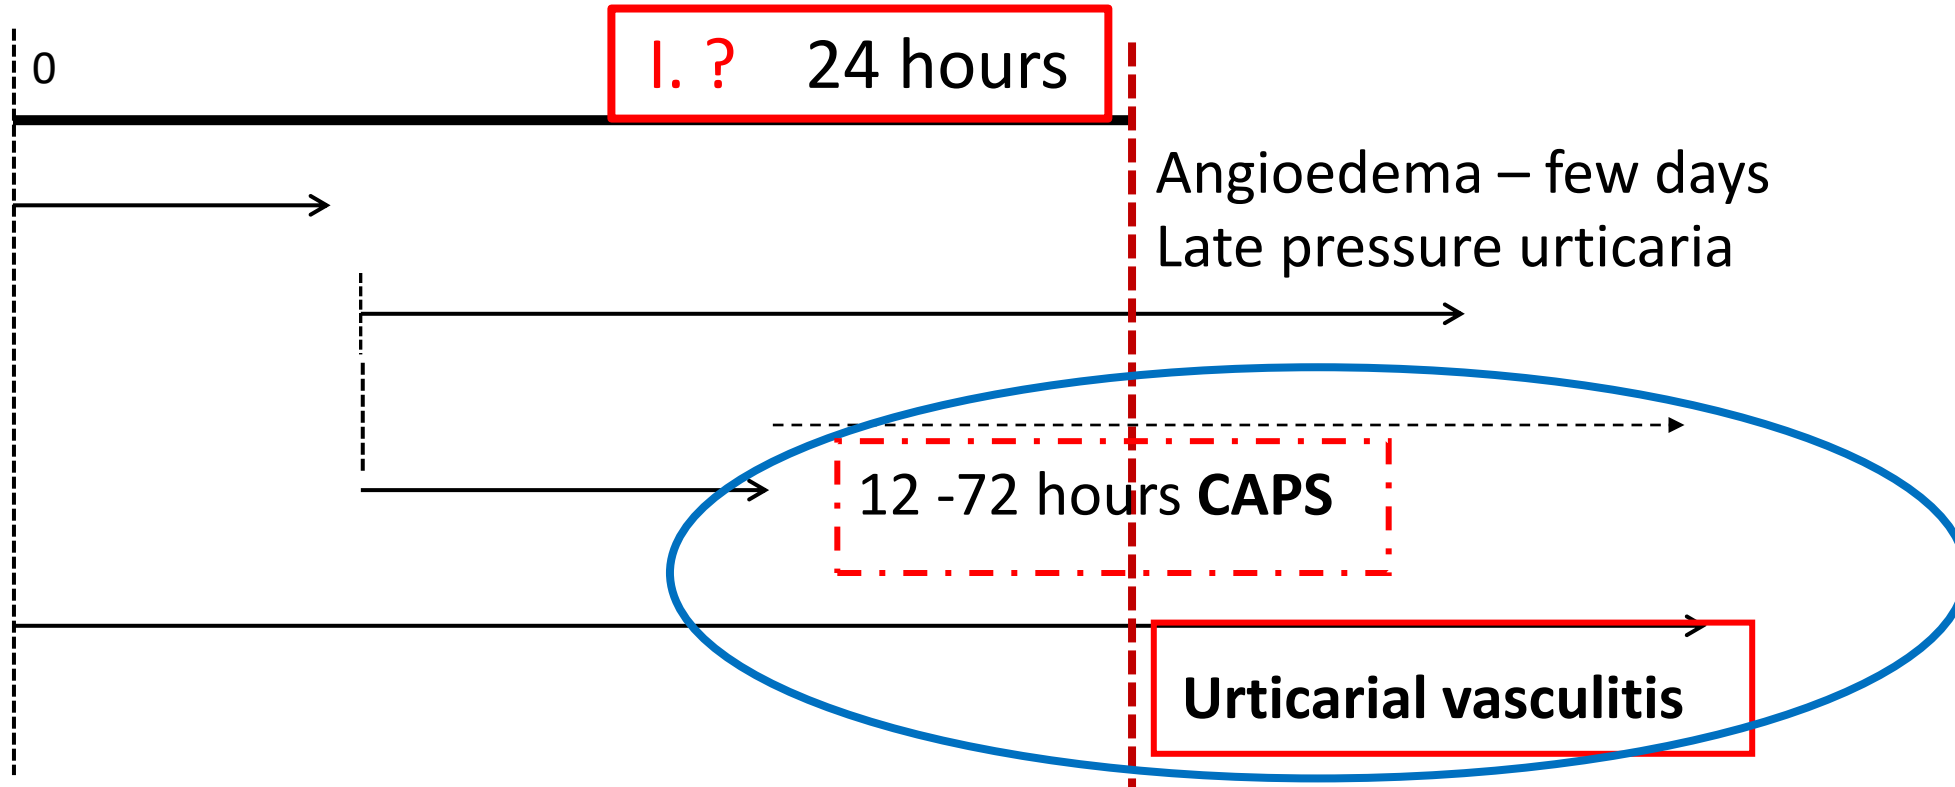 0
I. ? 24 hours
Angioedema – few days
Late pressure urticaria
12 -72 hours CAPS
Urticarial vasculitis